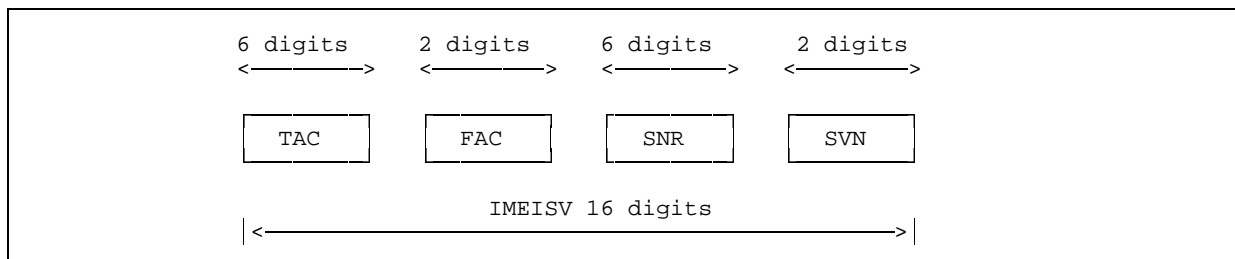 6 digits 2 digits 6 digits 2 digits
TAC FAC SNR SVN
IMEISV 16 digits